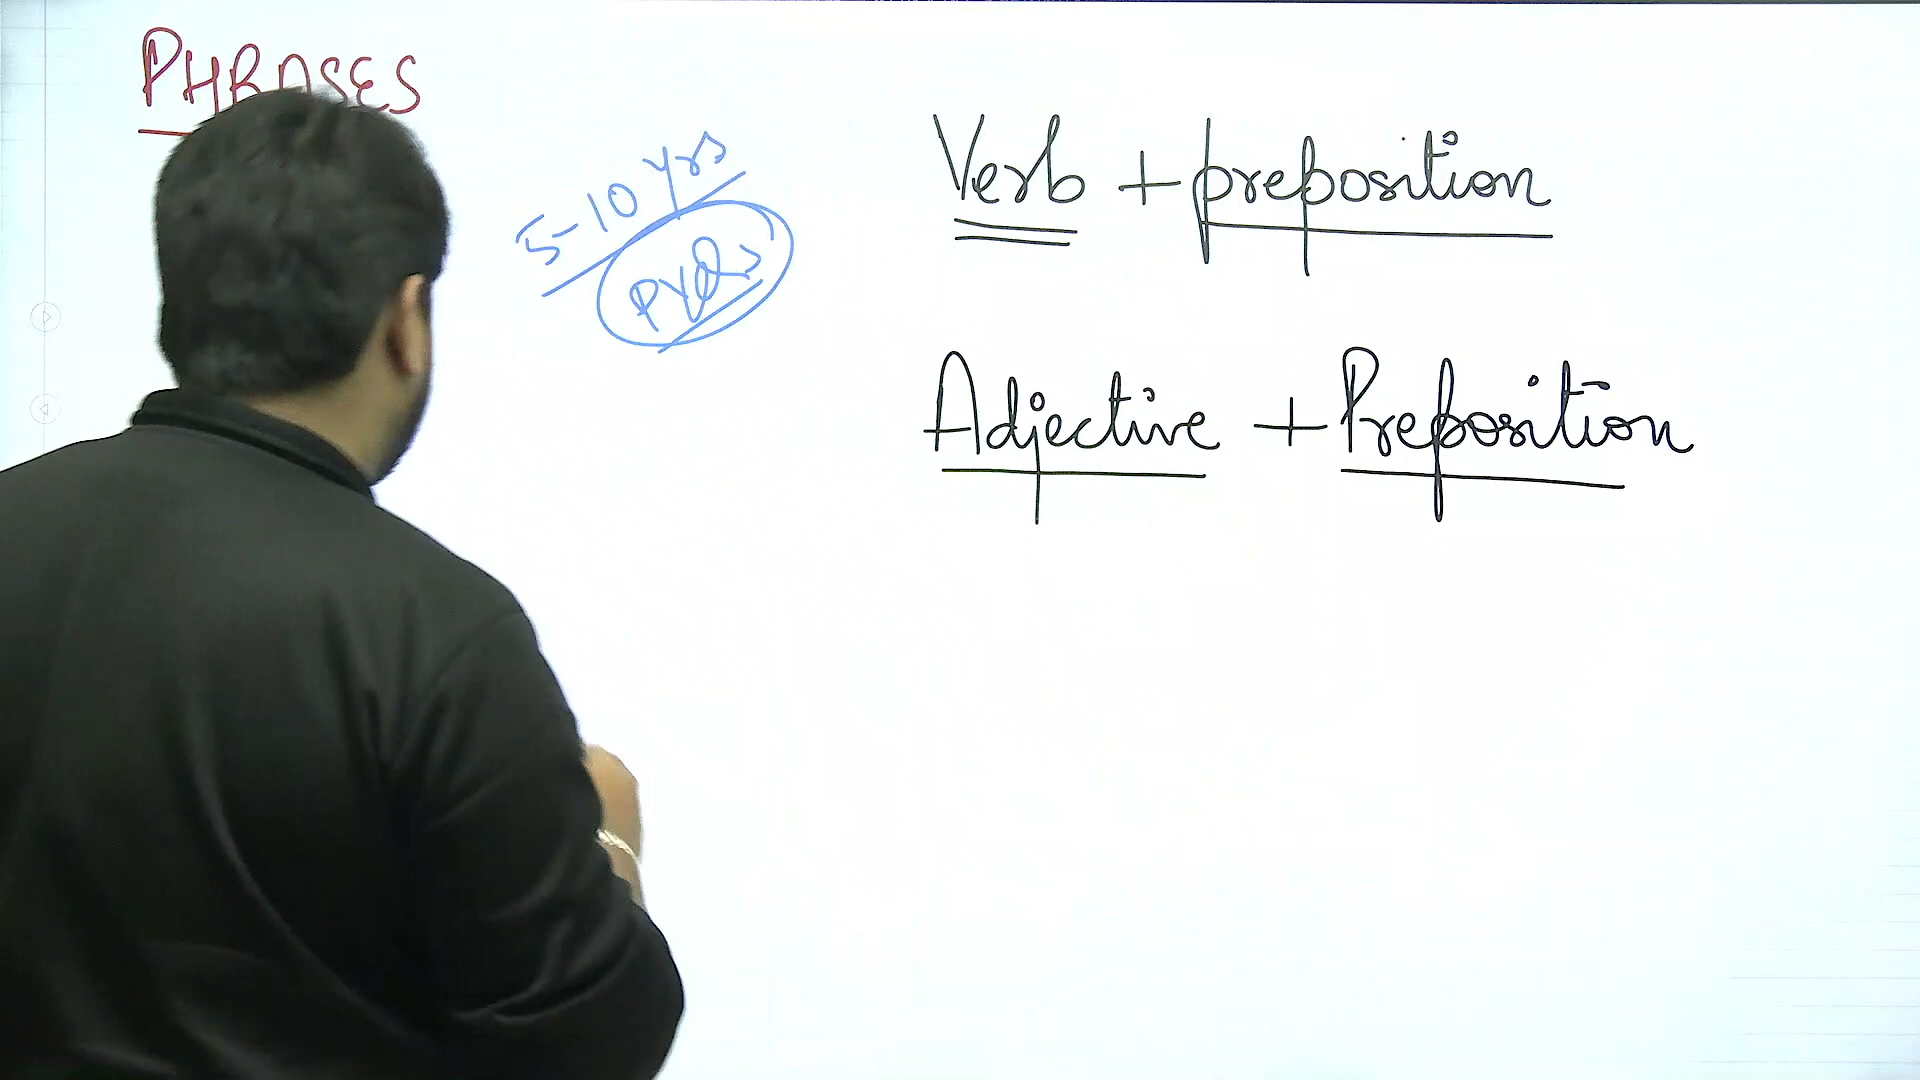 PHRASES
5-10 yrs
PYQs
Verb + preposition
Adjective + Preposition